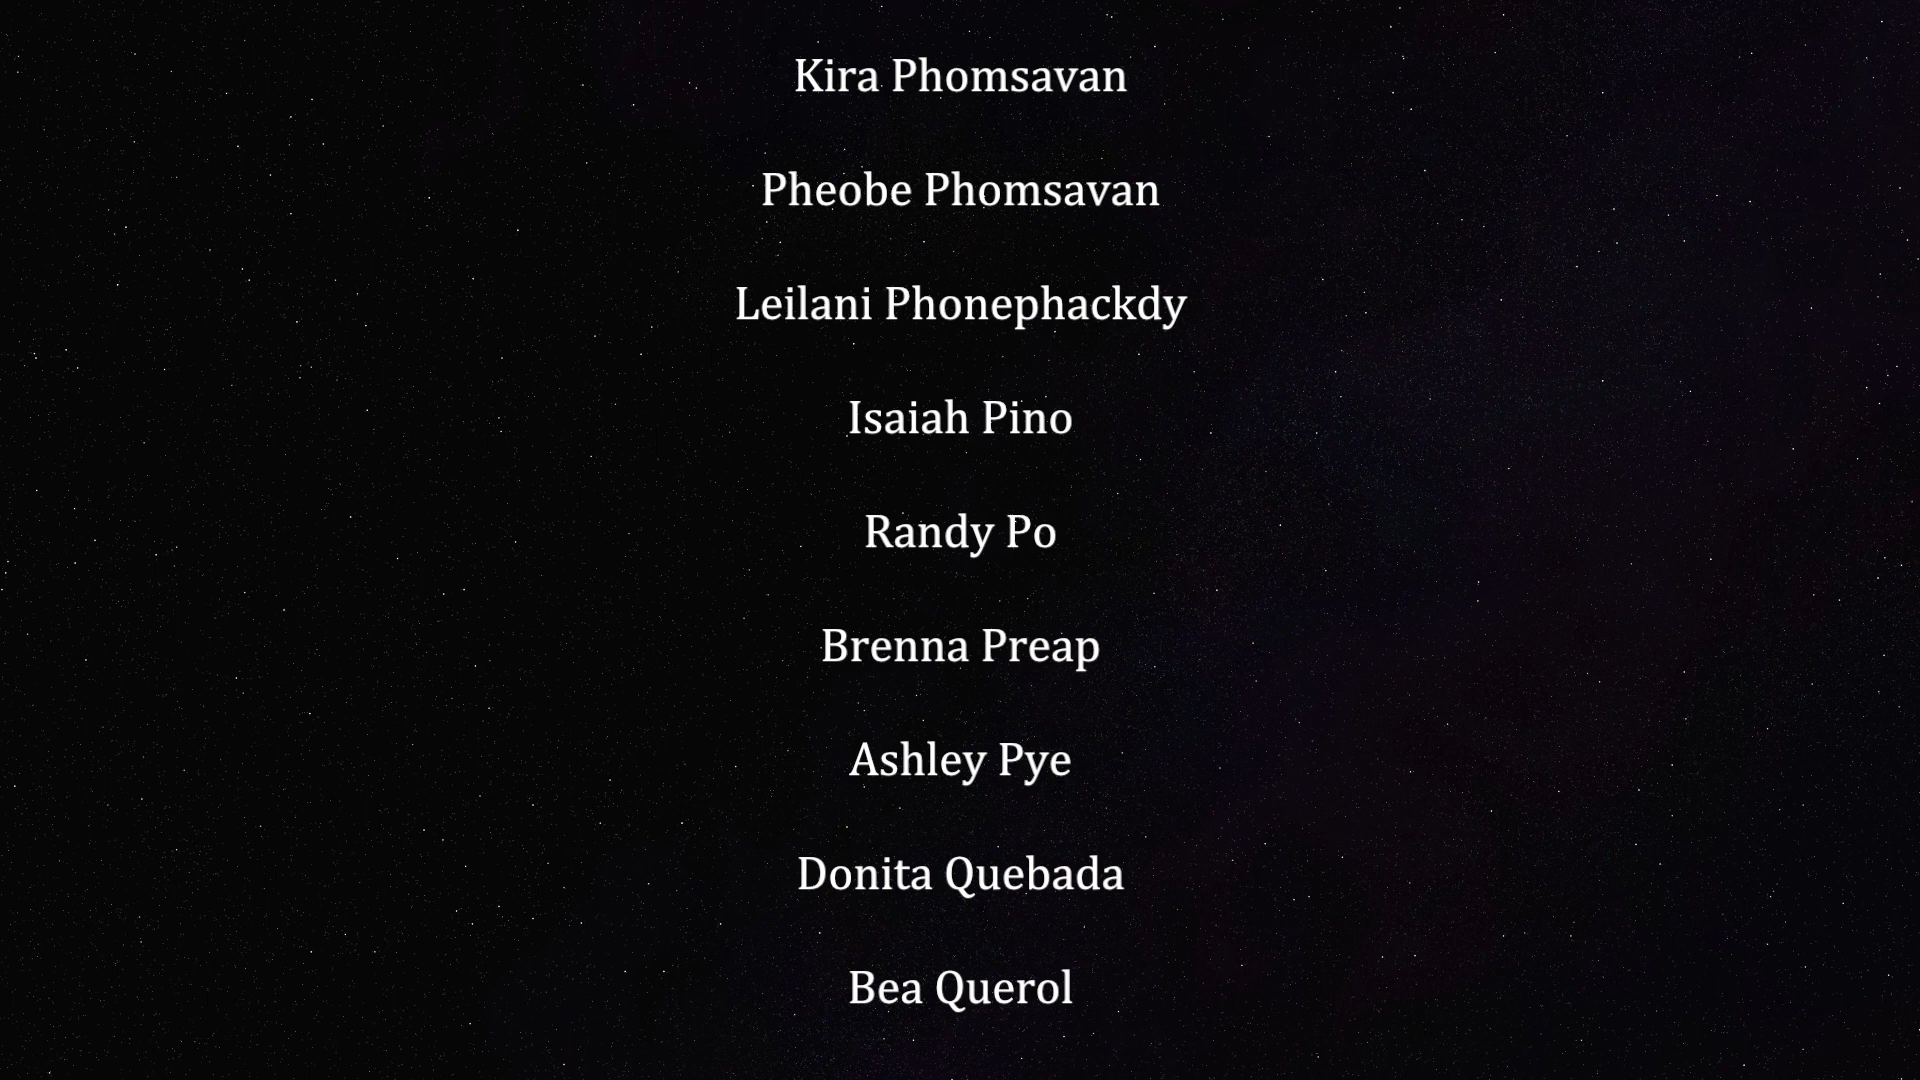 Kira Phomsavan
Pheobe Phomsavan
Leilani Phonephackdy
Isaiah Pino
Randy Po
Brenna Preap
Ashley Pye
Donita Quebada
Bea Querol